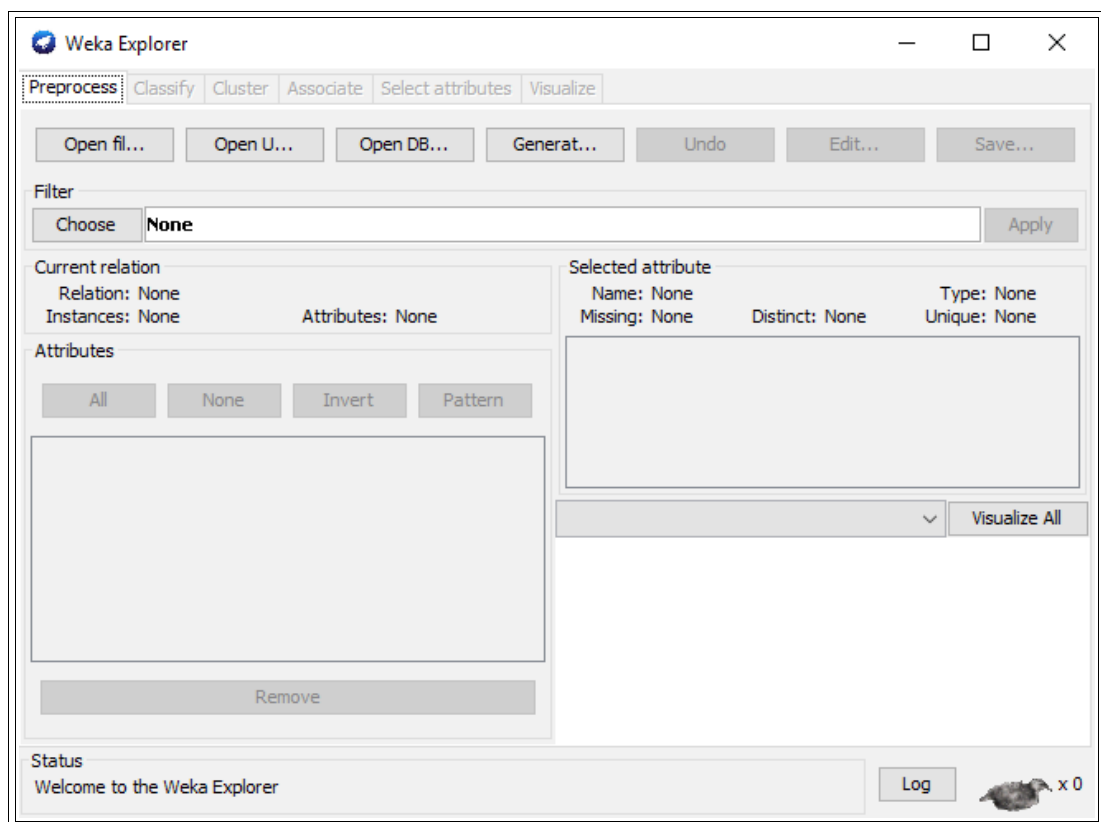 Weka Explorer
Preprocess Classify Cluster Associate Select attributes Visualize
Open fil... Open U... Open DB... Generat... Undo Edit... Save...
Filter
Choose None Apply
Current relation
Relation: None
Instances: None Attributes: None
Selected attribute
Name: None Type: None
Missing: None Distinct: None Unique: None
Attributes
All None Invert Pattern
Remove
Visualize All
Status
Welcome to the Weka Explorer
Log x 0